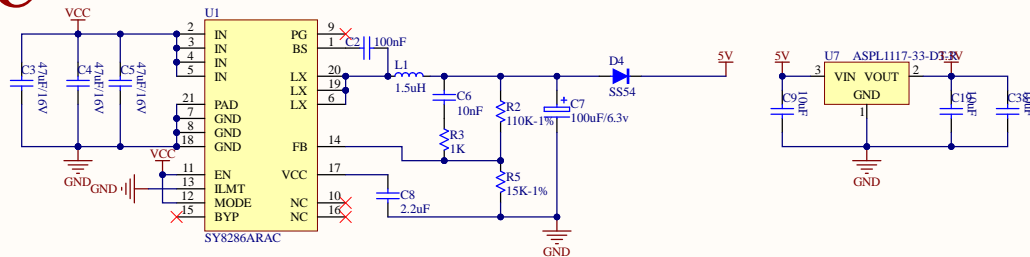 VCC
C3
47uF/16V
C4
47uF/16V
C5
47uF/16V
GND
U1
2 IN
3 IN
4 IN
5 IN
21 PAD
7 GND
8 GND
18 GND
11 EN
13 ILMT
12 MODE
15 BYP
PG 9
BS 1
LX 20
LX 19
LX 6
FB 14
VCC 17
NC 10
NC 16
SY8286ARAC
VCC
GND
C2 100nF
L1
1.5uH
C6
10nF
R3
1K
R2
110K-1%
R5
15K-1%
C7
100uF/6.3v
C8
2.2uF
GND
D4
SS54
5V
5V
U7 ASPL1117-33-D
3 VIN VOUT 2
GND
1
C9
10uF
GND
C19
10uF
C38